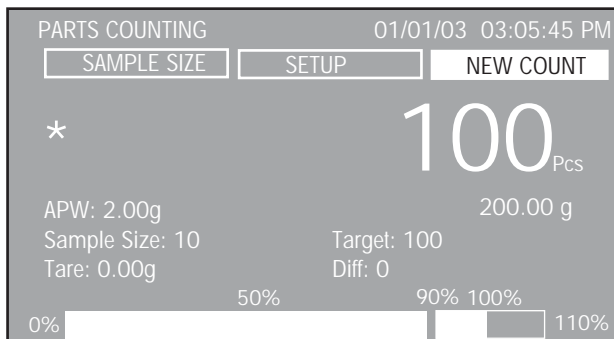 PARTS COUNTING 01/01/03 03:05:45 PM
SAMPLE SIZE SETUP NEW COUNT
* 100 Pcs
APW: 2.00g 200.00 g
Sample Size: 10 Target: 100
Tare: 0.00g Diff: 0
50% 90% 100%
0% 110%